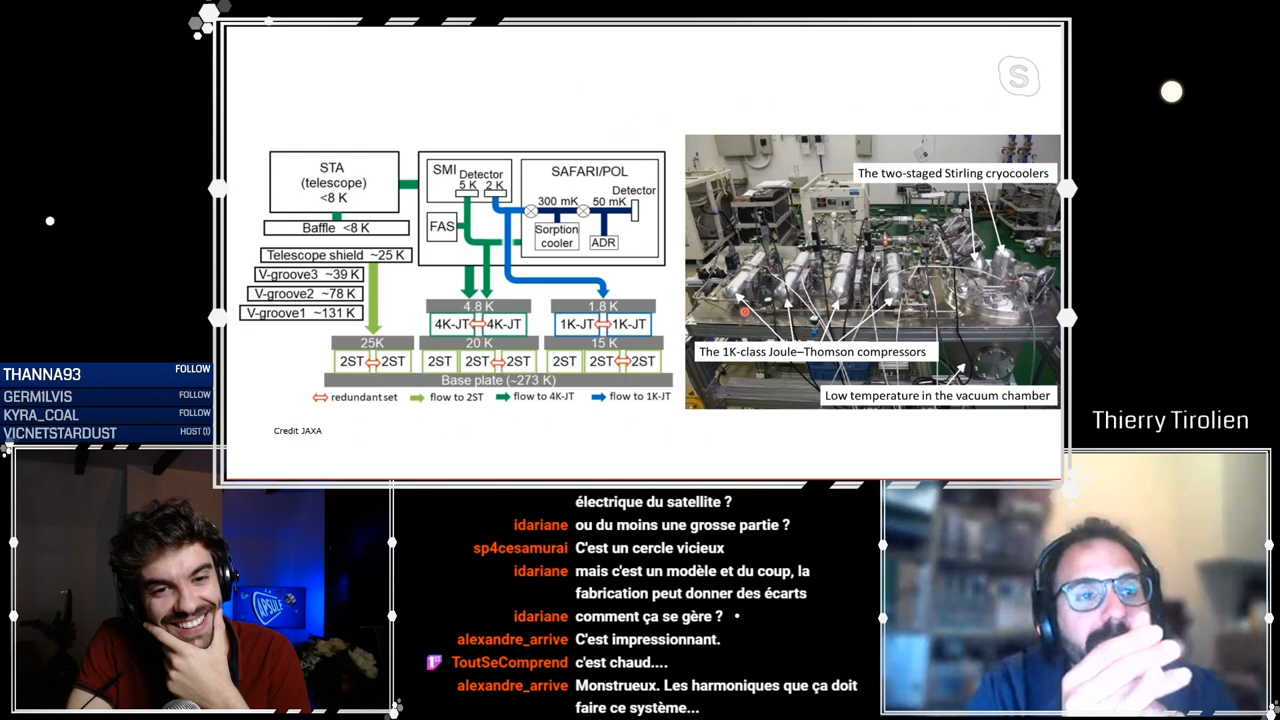 S
STA
(telescope)
<8 K
Baffle <8 K
Telescope shield ~25 K
V-groove3 ~39 K
V-groove2 ~78 K
V-groove1 ~131 K
SMI
Detector
5 K
2 K
FAS
SAFARI/POL
Detector
300 mK
50 mK
Sorption
cooler
ADR
4.8 K
1.8 K
4K-JT
4K-JT
1K-JT
1K-JT
25K
20 K
15 K
2ST
2ST
2ST
2ST
2ST
2ST
2ST
2ST
Base plate (~273 K)
redundant set
flow to 2ST
flow to 4K-JT
flow to 1K-JT
Credit JAXA
The two-staged Stirling cryocoolers
The 1K-class Joule–Thomson compressors
Low temperature in the vacuum chamber
THANNA93 FOLLOW
GERMILVIS FOLLOW
KYRA_COAL FOLLOW
VICNETSTARDUST HOST (1)
Thierry Tirolien
CAPSULE
électrique du satellite ?
idariane ou du moins une grosse partie ?
sp4cesamurai C'est un cercle vicieux
idariane mais c'est un modèle et du coup, la
fabrication peut donner des écarts
idariane comment ça se gère ? •
alexandre_arrive C'est impressionnant.
ToutSeComprend c'est chaud....
alexandre_arrive Monstrueux. Les harmoniques que ça doit
faire ce système...